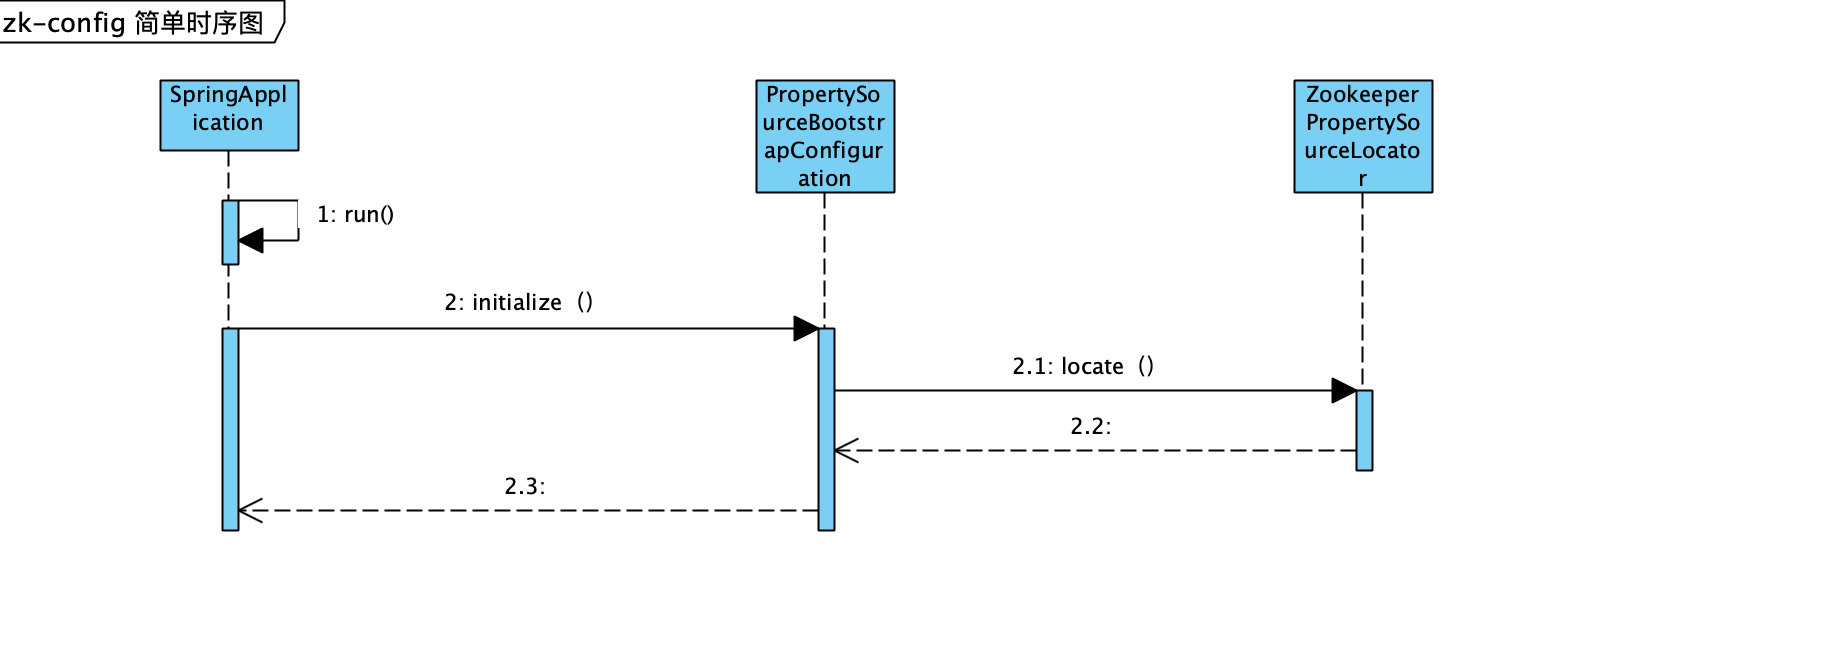 zk-config 简单时序图
SpringAppl
ication
PropertySo
urceBootstr
apConfigur
ation
Zookeeper
PropertySo
urceLocato
r
1: run()
2: initialize（）
2.1: locate（）
2.2:
2.3: